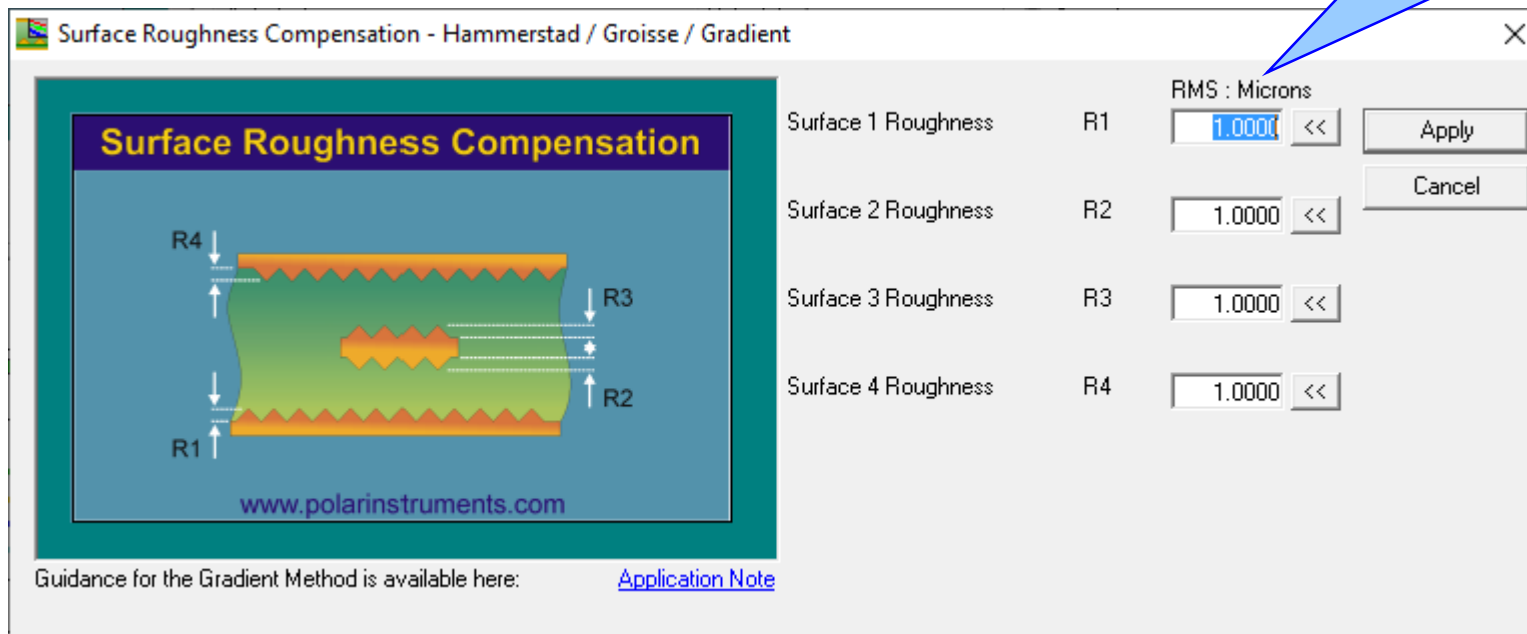 Surface Roughness Compensation - Hammerstad / Groisse / Gradient
Surface Roughness Compensation
R4
R3
R2
R1
www.polarinstruments.com
Guidance for the Gradient Method is available here: Application Note
RMS : Microns
Surface 1 Roughness R1 1.0000 << Apply
Cancel
Surface 2 Roughness R2 1.0000 <<
Surface 3 Roughness R3 1.0000 <<
Surface 4 Roughness R4 1.0000 <<